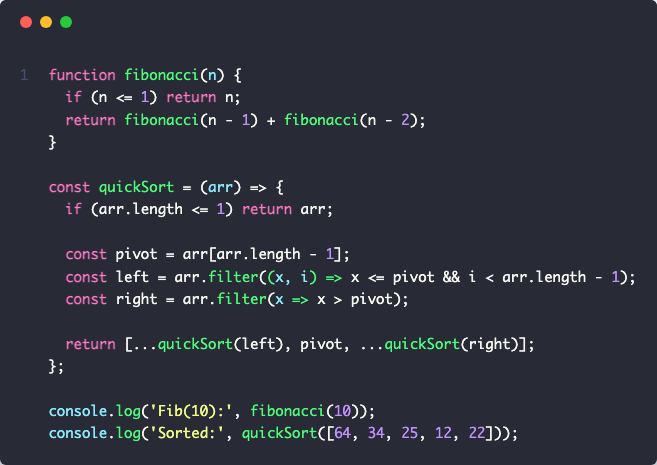 1 function fibonacci(n) {
if (n <= 1) return n;
return fibonacci(n - 1) + fibonacci(n - 2);
}
const quickSort = (arr) => {
if (arr.length <= 1) return arr;
const pivot = arr[arr.length - 1];
const left = arr.filter((x, i) => x <= pivot && i < arr.length - 1);
const right = arr.filter(x => x > pivot);
return [...quickSort(left), pivot, ...quickSort(right)];
};
console.log('Fib(10):', fibonacci(10));
console.log('Sorted:', quickSort([64, 34, 25, 12, 22]));